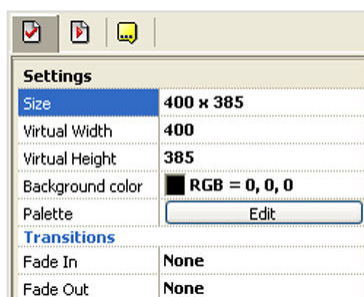 Settings
Size 400 x 385
Virtual Width 400
Virtual Height 385
Background color RGB = 0, 0, 0
Palette Edit
Transitions
Fade In None
Fade Out None